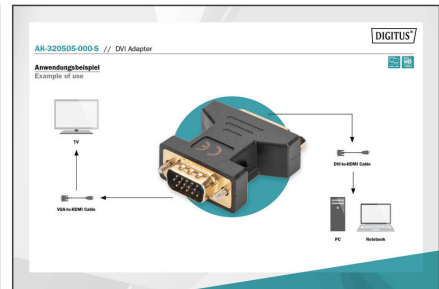 DIGITUS®
AK-320505-000-S // DVI Adapter
Anwendungsbeispiel
Example of use
TV
VGA-to-HDMI Cable
DVI-to-HDMI Cable
PC
Notebook
CE